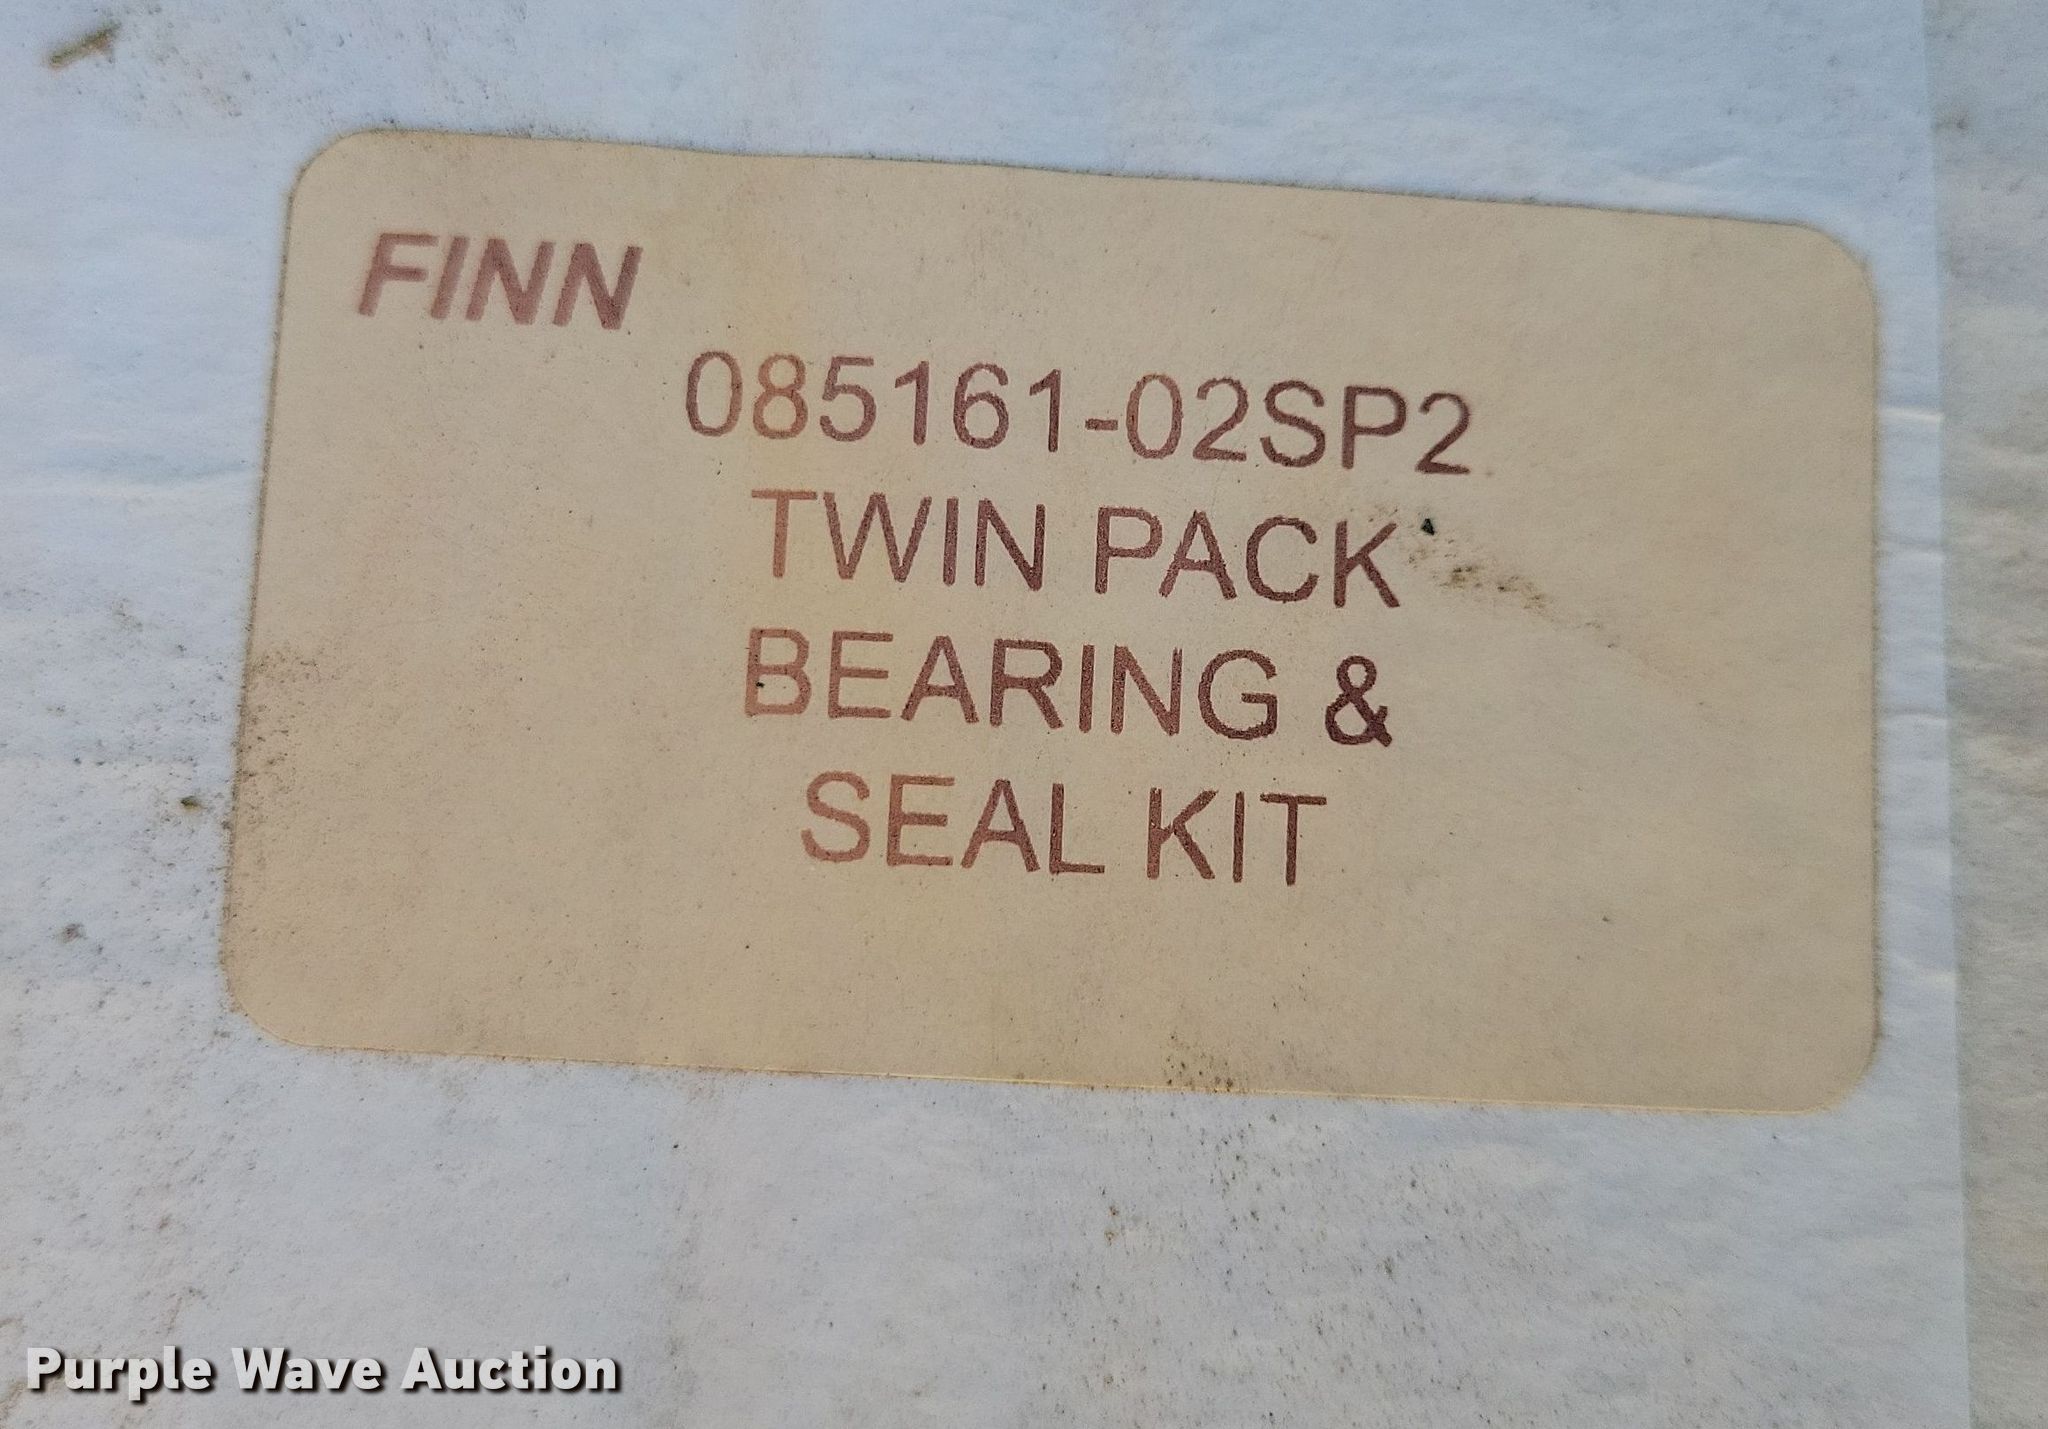 FINN
085161-02SP2
TWIN PACK
BEARING &
SEAL KIT
Purple Wave Auction